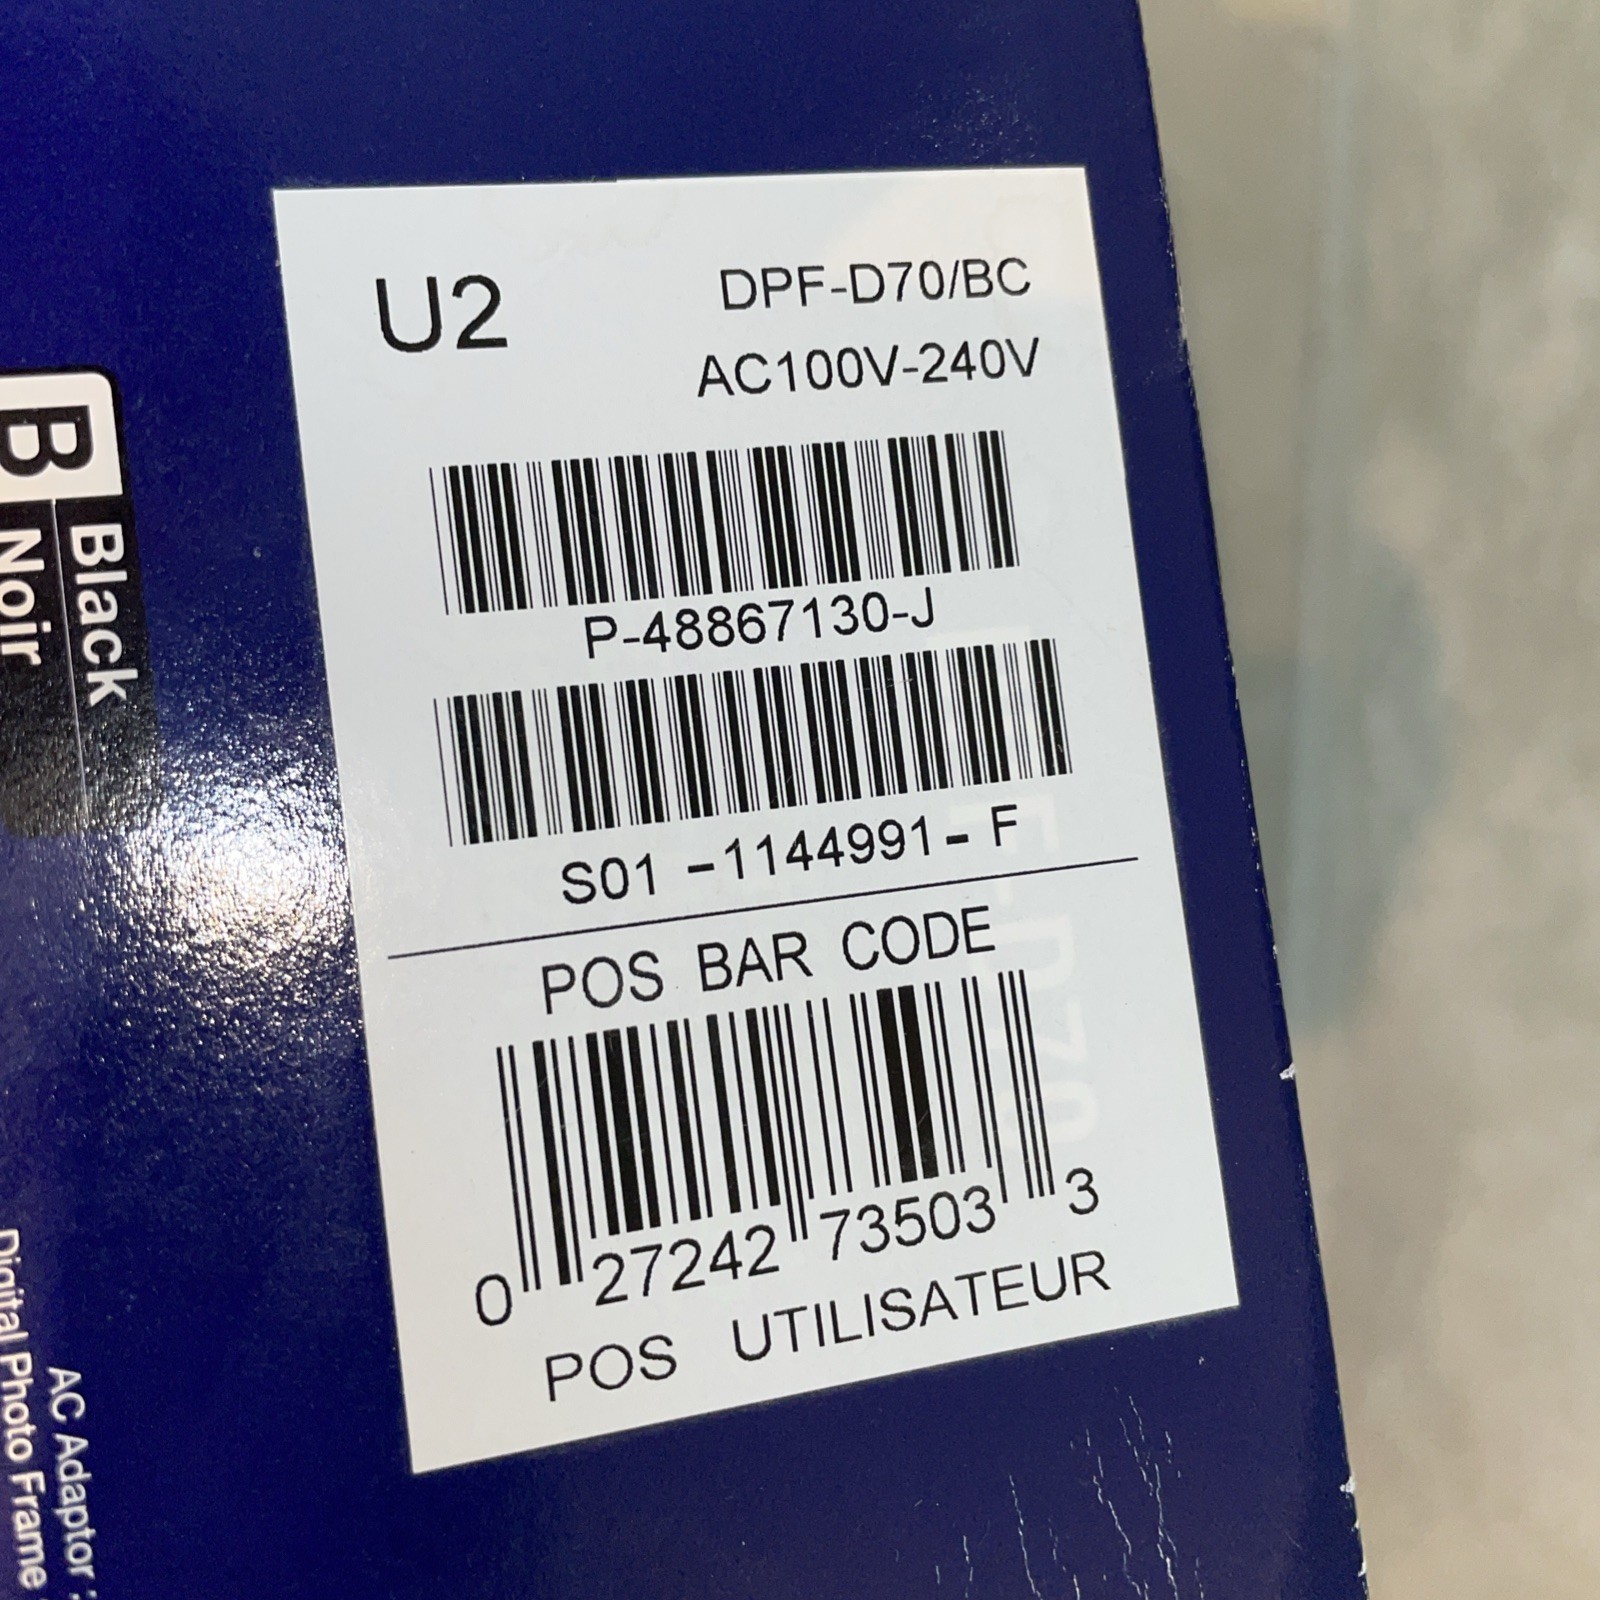 U2
DPF-D70/BC
AC100V-240V
P-48867130-J
S01 -1144991- F
POS BAR CODE
0 27242 73503 3
POS UTILISATEUR
B
Black
Noir
AC Adaptor :
Digital Photo Frame